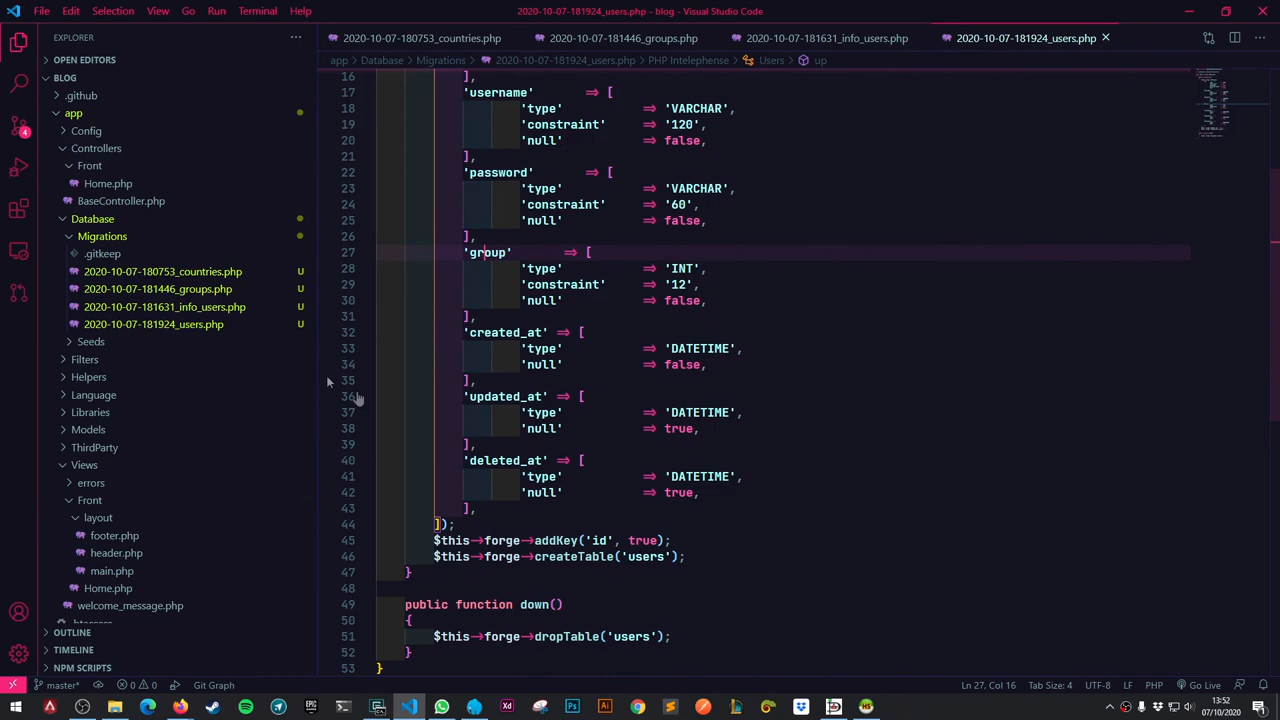 File Edit Selection View Go Run Terminal Help 2020-10-07-181924_users.php - blog - Visual Studio Code
EXPLORER
OPEN EDITORS
BLOG
.github
app
Config
Controllers
Front
Home.php
BaseController.php
Database
Migrations
.gitkeep
2020-10-07-180753_countries.php U
2020-10-07-181446_groups.php U
2020-10-07-181631_info_users.php U
2020-10-07-181924_users.php U
Seeds
Filters
Helpers
Language
Libraries
Models
ThirdParty
Views
errors
Front
layout
footer.php
header.php
main.php
Home.php
welcome_message.php
.htaccess
OUTLINE
TIMELINE
NPM SCRIPTS
4
2020-10-07-180753_countries.php 2020-10-07-181446_groups.php 2020-10-07-181631_info_users.php 2020-10-07-181924_users.php
app > Database > Migrations > 2020-10-07-181924_users.php > PHP Intelephense > Users > up
16 ],
17 'username' => [
18 'type' => 'VARCHAR',
19 'constraint' => '120',
20 'null' => false,
21 ],
22 'password' => [
23 'type' => 'VARCHAR',
24 'constraint' => '60',
25 'null' => false,
26 ],
27 'group' => [
28 'type' => 'INT',
29 'constraint' => '12',
30 'null' => false,
31 ],
32 'created_at' => [
33 'type' => 'DATETIME',
34 'null' => false,
35 ],
36 'updated_at' => [
37 'type' => 'DATETIME',
38 'null' => true,
39 ],
40 'deleted_at' => [
41 'type' => 'DATETIME',
42 'null' => true,
43 ],
44 ]);
45 $this->forge->addKey('id', true);
46 $this->forge->createTable('users');
47 }
48
49 public function down()
50 {
51 $this->forge->dropTable('users');
52 }
53 }
master* 0 0 Git Graph Ln 27, Col 16 Tab Size: 4 UTF-8 LF PHP Go Live
13:52
07/10/2020